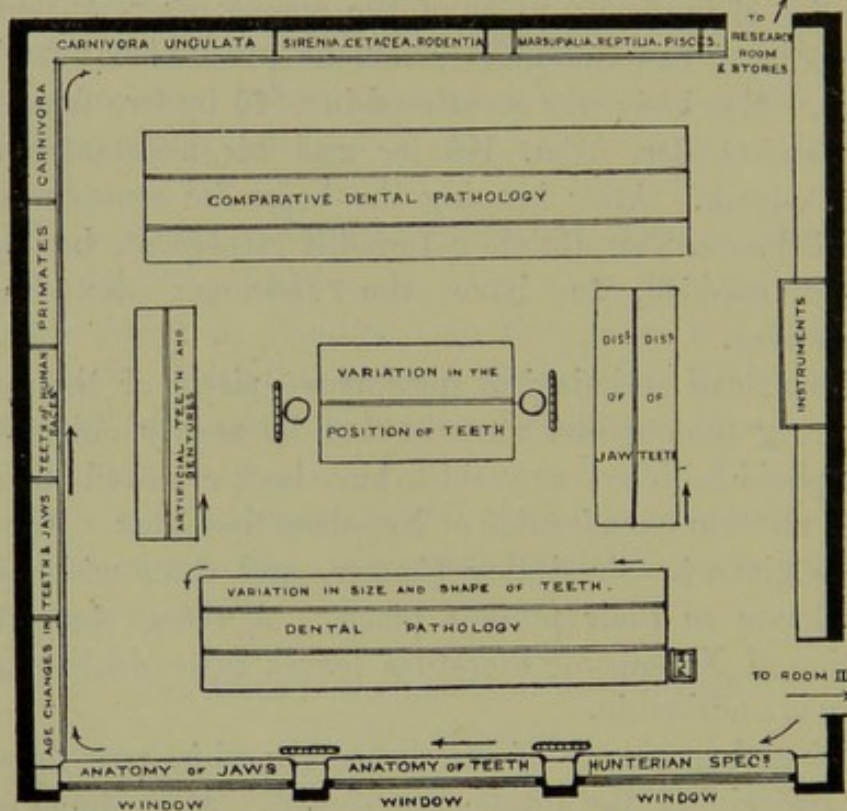 TO
RESEARCH
ROOM
& STORES
CARNIVORA UNGULATA
SIRENIA. CETACEA. RODENTIA
MARSUPIALIA. REPTILIA. PISCES.
CARNIVORA
PRIMATES
TEETH of HUMAN
RACES
AGE CHANGES IN TEETH & JAWS
COMPARATIVE DENTAL PATHOLOGY
ARTIFICIAL TEETH AND
DENTURES
VARIATION IN THE
POSITION OF TEETH
DISS DISS
OF OF
JAW TEETH
INSTRUMENTS
VARIATION IN SIZE AND SHAPE OF TEETH.
DENTAL PATHOLOGY
PLAN
TO ROOM III
ANATOMY OF JAWS
ANATOMY OF TEETH
HUNTERIAN SPECS
WINDOW
WINDOW
WINDOW